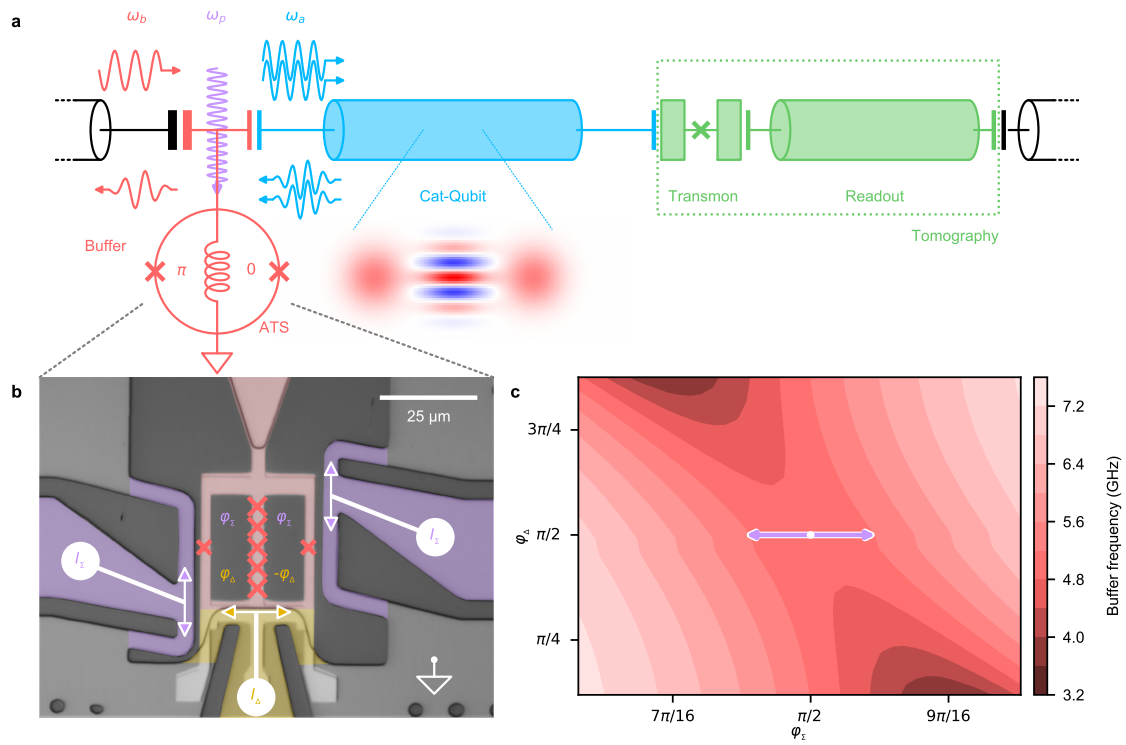 a
ω_b ω_p ω_a
Cat-Qubit
Transmon Readout
Tomography
Buffer
π 0
ATS
b
25 μm
φ_Σ φ_Σ
I_Σ
I_Σ
φ_Δ -φ_Δ
I_Δ
c
3π/4
π/2
π/4
φ_Δ
7π/16 π/2 9π/16
φ_Σ
7.2
6.4
5.6
4.8
4.0
3.2
Buffer frequency (GHz)